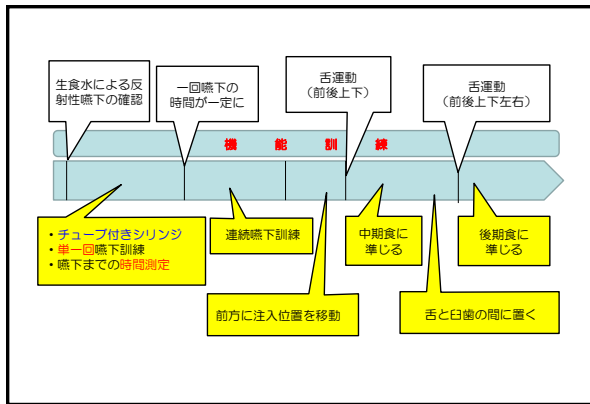 生食水による反
射性嚥下の確認
一回嚥下の
時間が一定に
舌運動
（前後上下）
舌運動
（前後上下左右）
機　能　訓　練
・チューブ付きシリンジ
・単一回嚥下訓練
・嚥下までの時間測定
連続嚥下訓練
中期食に
準じる
後期食に
準じる
前方に注入位置を移動
舌と臼歯の間に置く